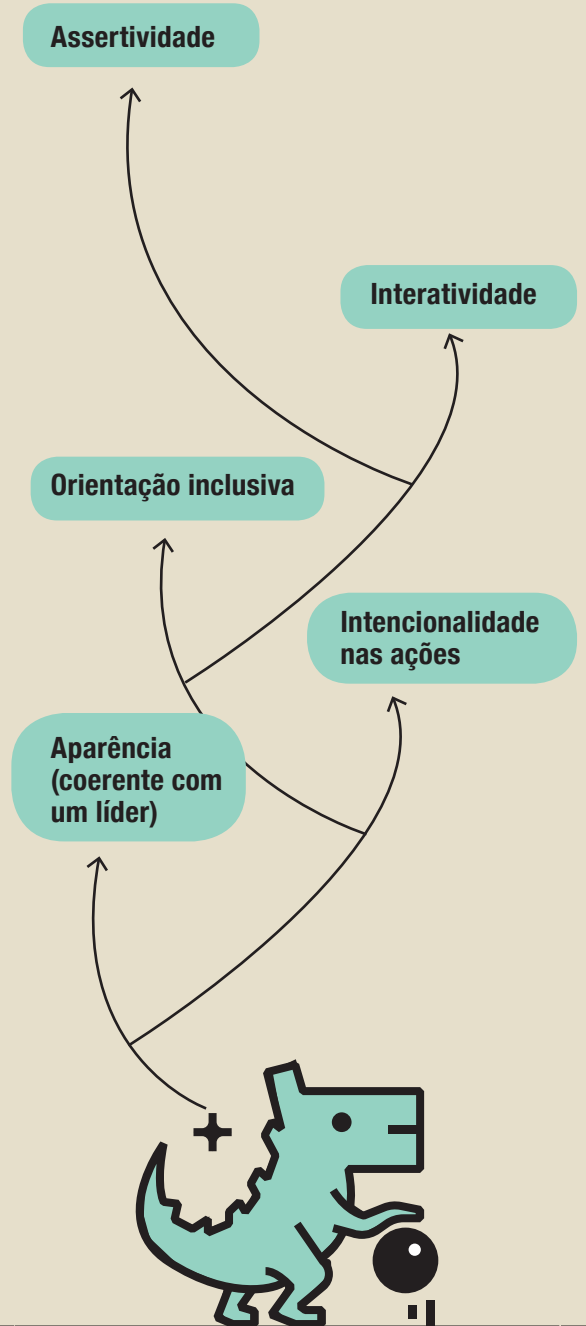 Assertividade
Interatividade
Orientação inclusiva
Intencionalidade
nas ações
Aparência
(coerente com
um líder)